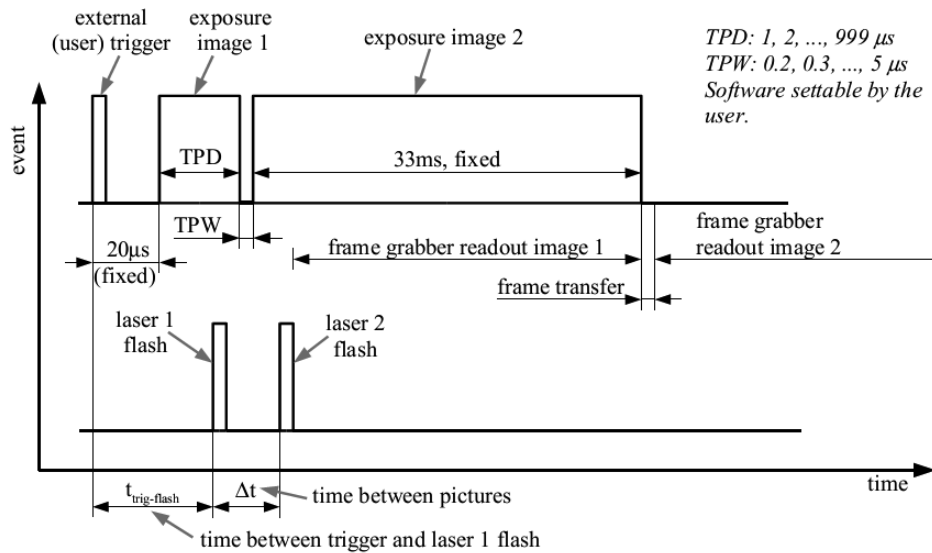 external
(user) trigger
exposure
image 1
exposure image 2
TPD: 1, 2, ..., 999 µs
TPW: 0.2, 0.3, ..., 5 µs
Software settable by the
user.
event
TPD
33ms, fixed
TPW
20µs
(fixed)
frame grabber readout image 1
frame grabber
readout image 2
frame transfer
laser 1
flash
laser 2
flash
time
t_trig-flash
Δt
time between pictures
time between trigger and laser 1 flash